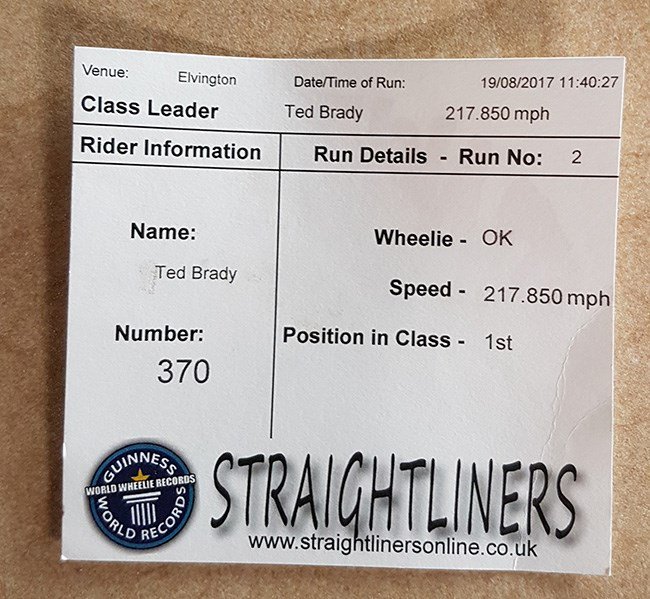 Venue: Elvington Date/Time of Run: 19/08/2017 11:40:27
Class Leader Ted Brady 217.850 mph
Rider Information Run Details - Run No: 2
Name:
Ted Brady
Number:
370
Wheelie - OK
Speed - 217.850 mph
Position in Class - 1st
GUINNESS
WORLD WHEELIE RECORDS
WORLD RECORDS
STRAIGHTLINERS
www.straightlinersonline.co.uk